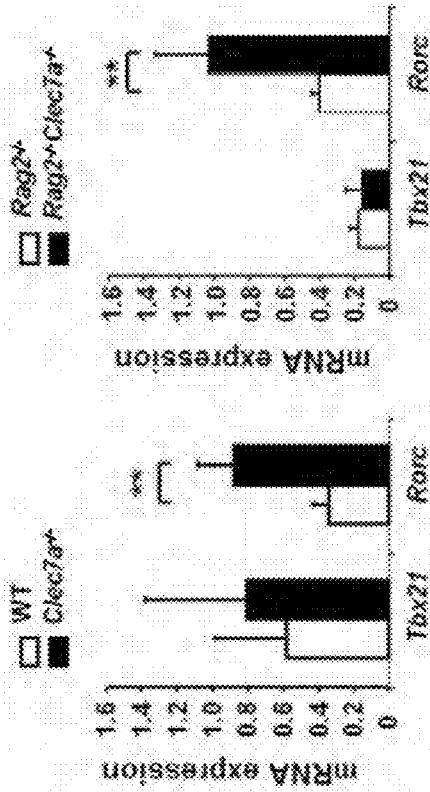 WT
Clec7a-/-
mRNA expression
1.6
1.4
1.2
1.0
0.8
0.6
0.4
0.2
0
**
Tbx21 Rorc
Rag2-/-
Rag2-/-Clec7a-/-
mRNA expression
1.6
1.4
1.2
1.0
0.8
0.6
0.4
0.2
0
**
Tbx21 Rorc